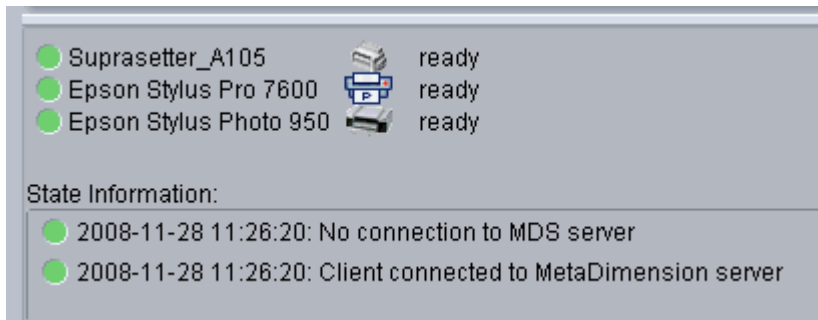 Suprasetter_A105 ready
Epson Stylus Pro 7600 P ready
Epson Stylus Photo 950 ready
State Information:
2008-11-28 11:26:20: No connection to MDS server
2008-11-28 11:26:20: Client connected to MetaDimension server